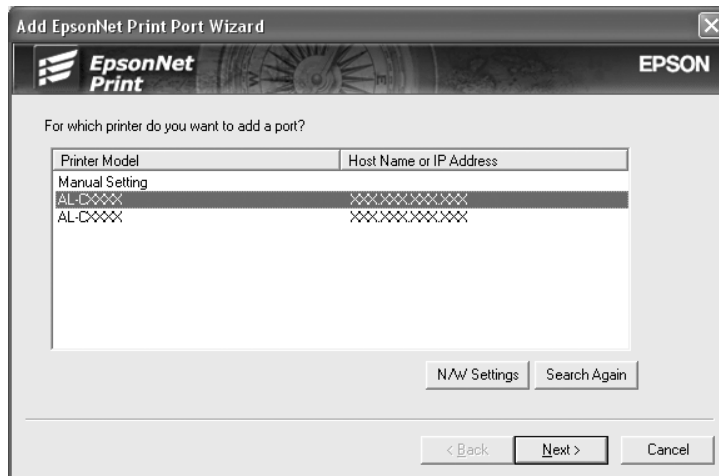 Add EpsonNet Print Port Wizard
EpsonNet
Print
EPSON
For which printer do you want to add a port?
Printer Model Host Name or IP Address
Manual Setting
AL-CXXXX XXX.XXX.XXX.XXX
AL-CXXXX XXX.XXX.XXX.XXX
N/W Settings Search Again
< Back Next > Cancel